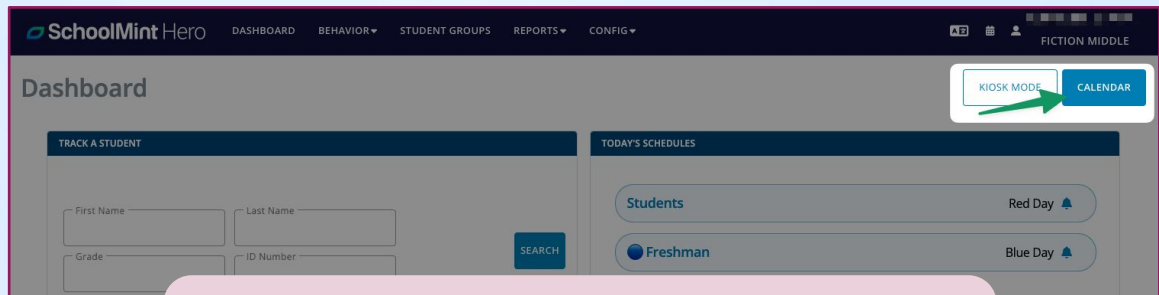 SchoolMint Hero DASHBOARD BEHAVIOR STUDENT GROUPS REPORTS CONFIG
FICTION MIDDLE
Dashboard
KIOSK MODE CALENDAR
TRACK A STUDENT
First Name Last Name
Grade ID Number
SEARCH
TODAY'S SCHEDULES
Students Red Day
Freshman Blue Day